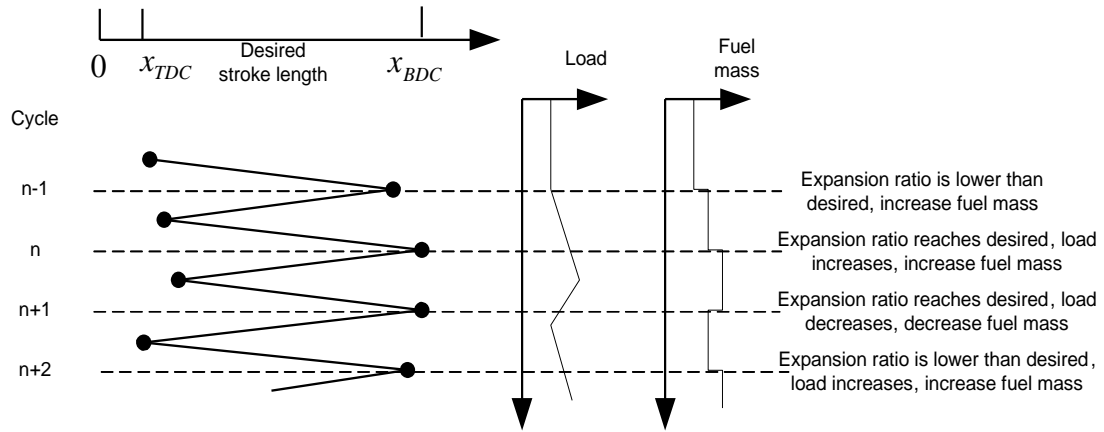 Desired
stroke length
0
x_TDC
x_BDC
Load
Fuel
mass
Cycle
n-1
Expansion ratio is lower than
desired, increase fuel mass
n
Expansion ratio reaches desired, load
increases, increase fuel mass
n+1
Expansion ratio reaches desired, load
decreases, decrease fuel mass
n+2
Expansion ratio is lower than desired,
load increases, increase fuel mass